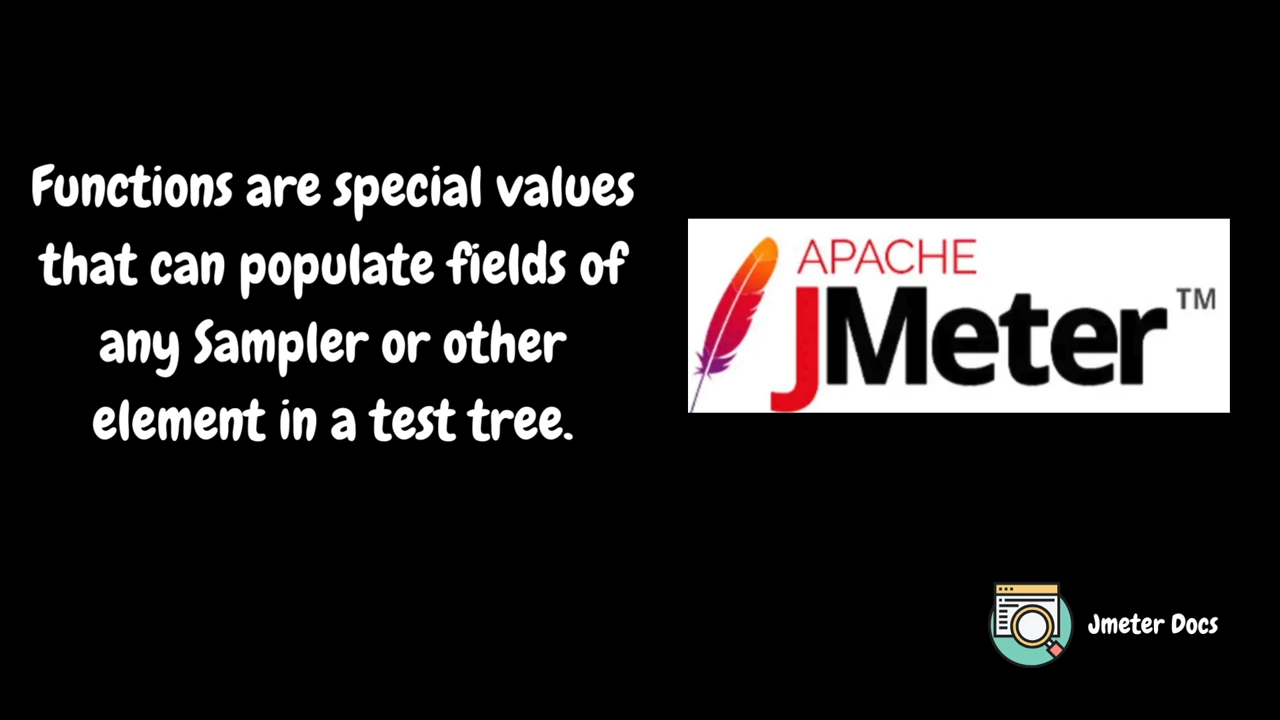 Functions are special values
that can populate fields of
any Sampler or other
element in a test tree.
APACHE
JMeter™
Jmeter Docs